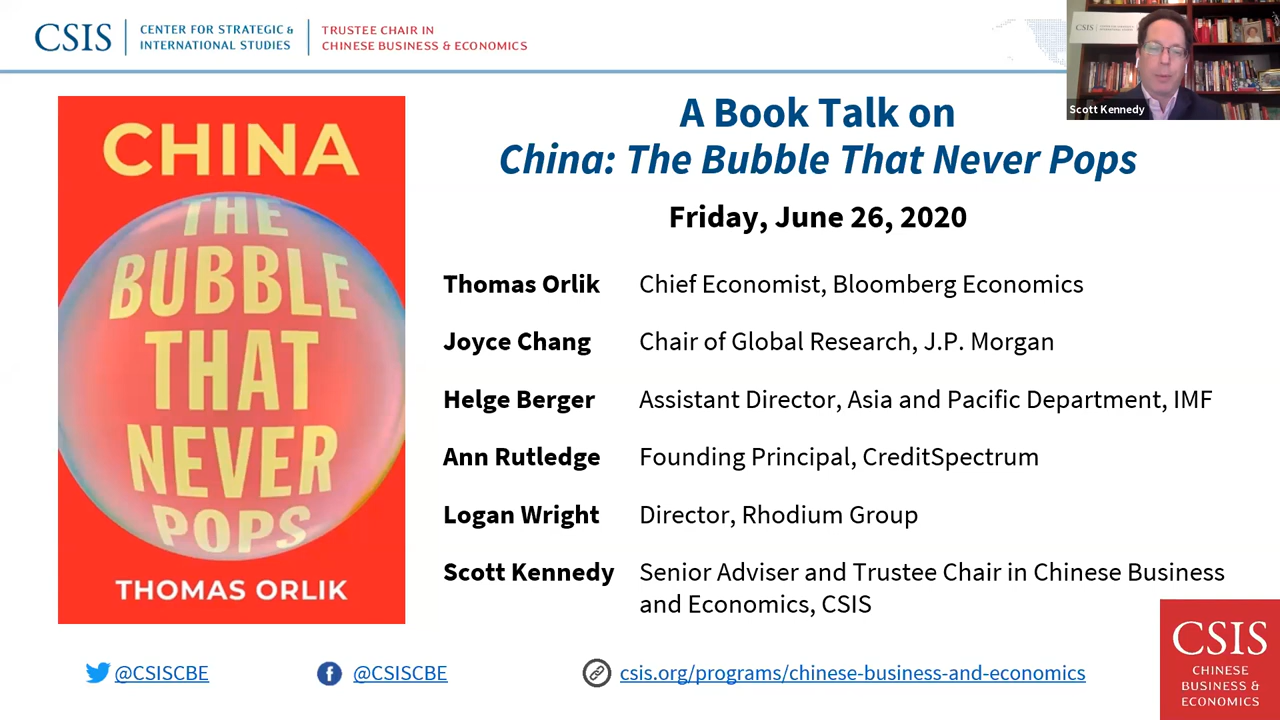 CSIS
CENTER FOR STRATEGIC &
INTERNATIONAL STUDIES
TRUSTEE CHAIR IN
CHINESE BUSINESS & ECONOMICS
CSIS
Scott Kennedy
CHINA
THE
BUBBLE
THAT
NEVER
POPS
THOMAS ORLIK
A Book Talk on
China: The Bubble That Never Pops
Friday, June 26, 2020
Thomas Orlik Chief Economist, Bloomberg Economics
Joyce Chang Chair of Global Research, J.P. Morgan
Helge Berger Assistant Director, Asia and Pacific Department, IMF
Ann Rutledge Founding Principal, CreditSpectrum
Logan Wright Director, Rhodium Group
Scott Kennedy Senior Adviser and Trustee Chair in Chinese Business
and Economics, CSIS
@CSISCBE
@CSISCBE
csis.org/programs/chinese-business-and-economics
CSIS
CHINESE
BUSINESS &
ECONOMICS